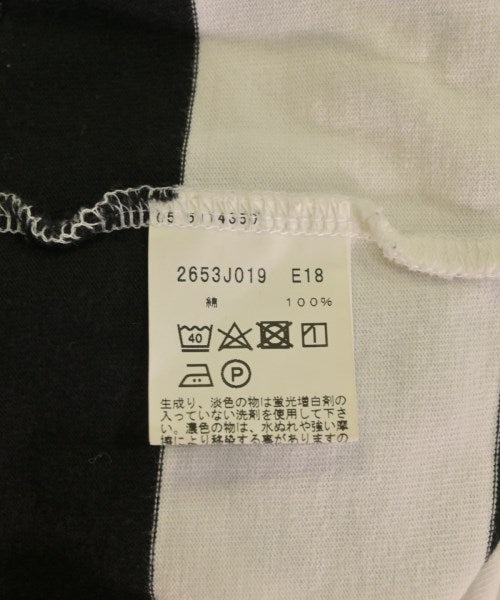 2653J019 E18
綿 100%
40
P
生成り、淡色の物は蛍光増白剤の
入っていない洗剤を使用して下さ
い。濃色の物は、水ぬれや強い摩
擦により移染する事がありますの